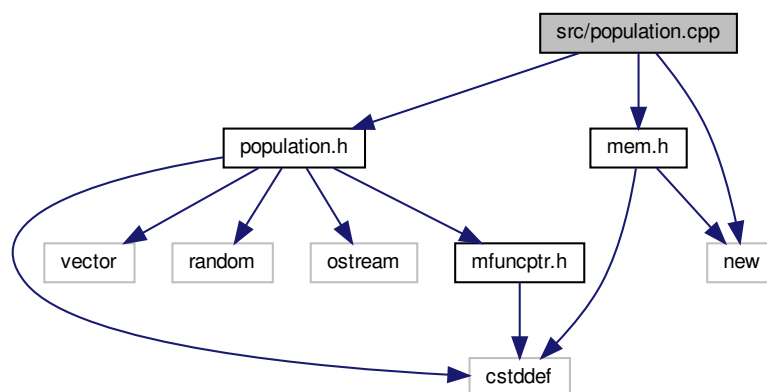 src/population.cpp
population.h
mem.h
vector
random
ostream
mfuncptr.h
new
cstddef